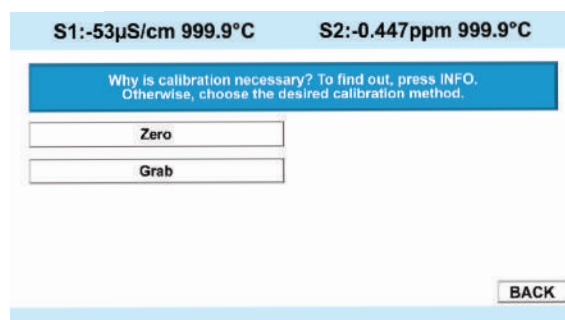 S1:-53µS/cm 999.9°C S2:-0.447ppm 999.9°C
Why is calibration necessary? To find out, press INFO.
Otherwise, choose the desired calibration method.
Zero
Grab
BACK